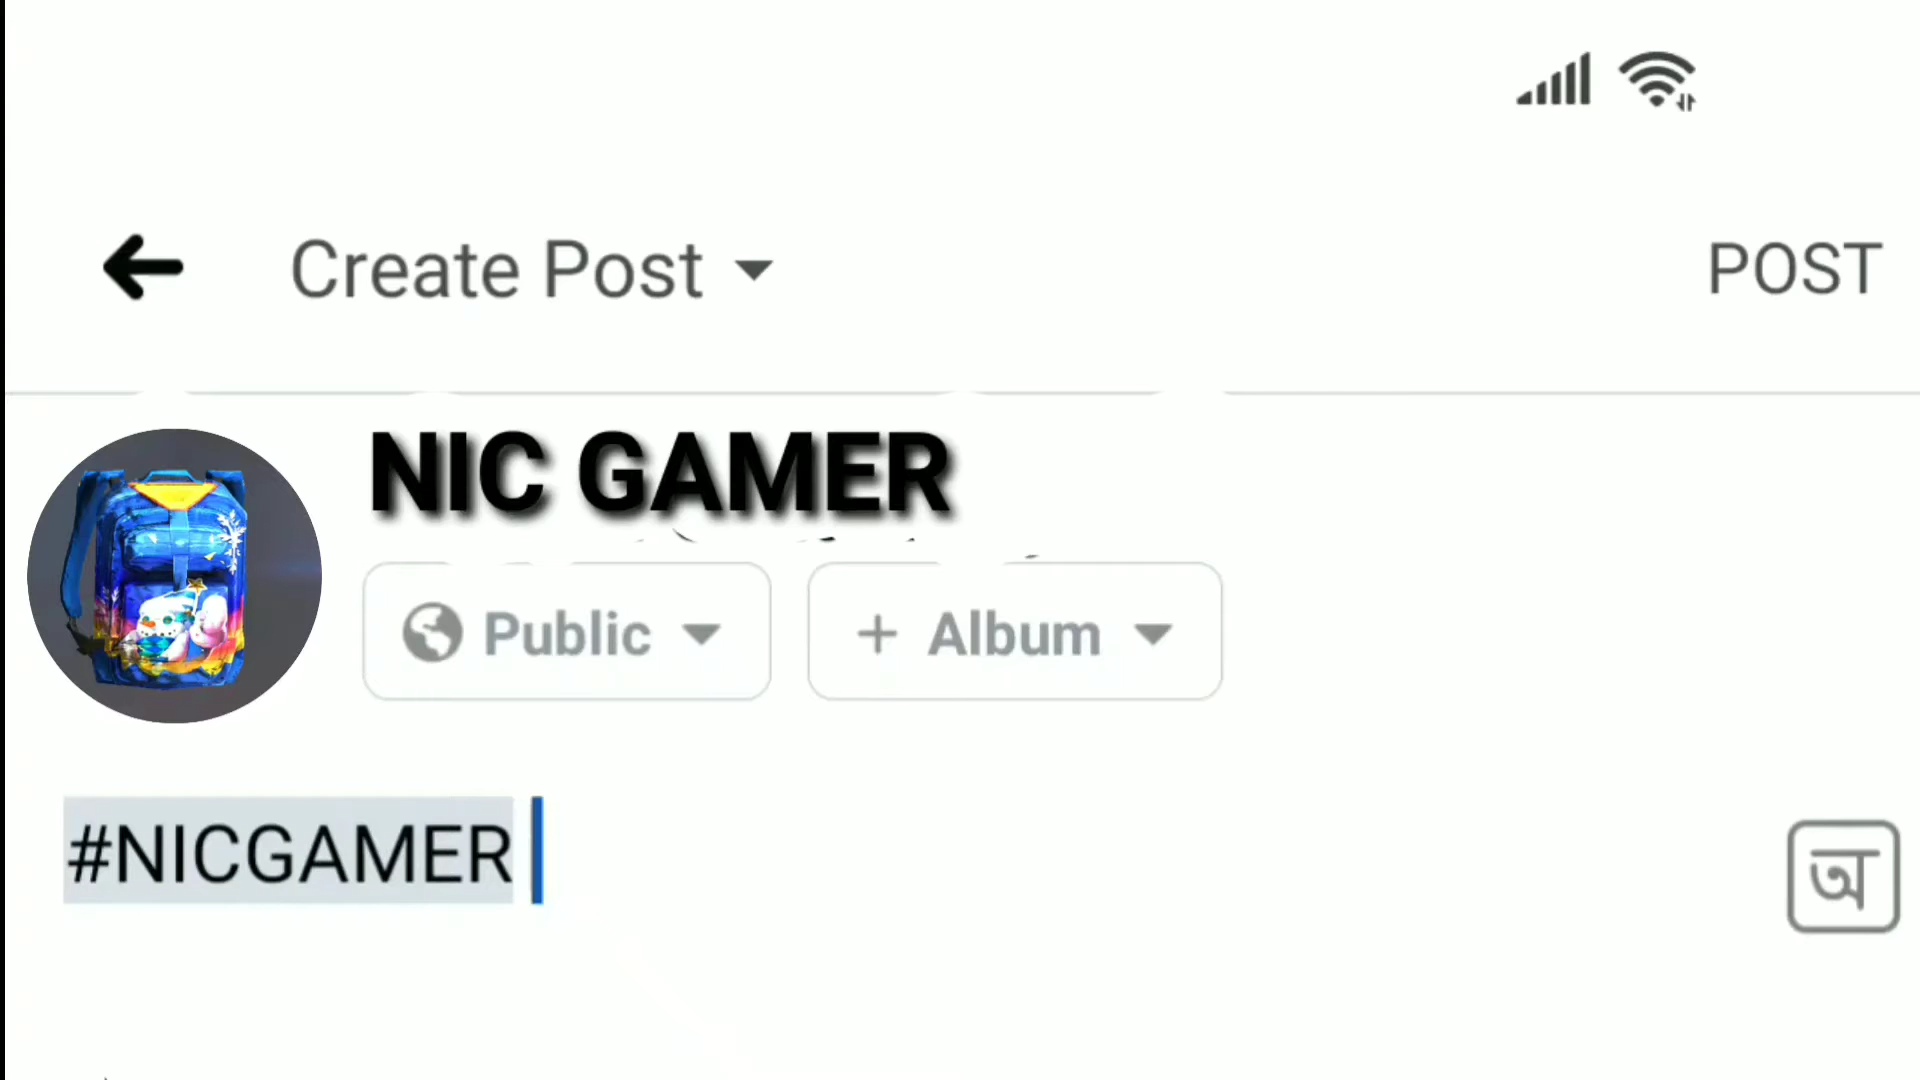 Create Post
POST
NIC GAMER
Public
+ Album
#NICGAMER
অ